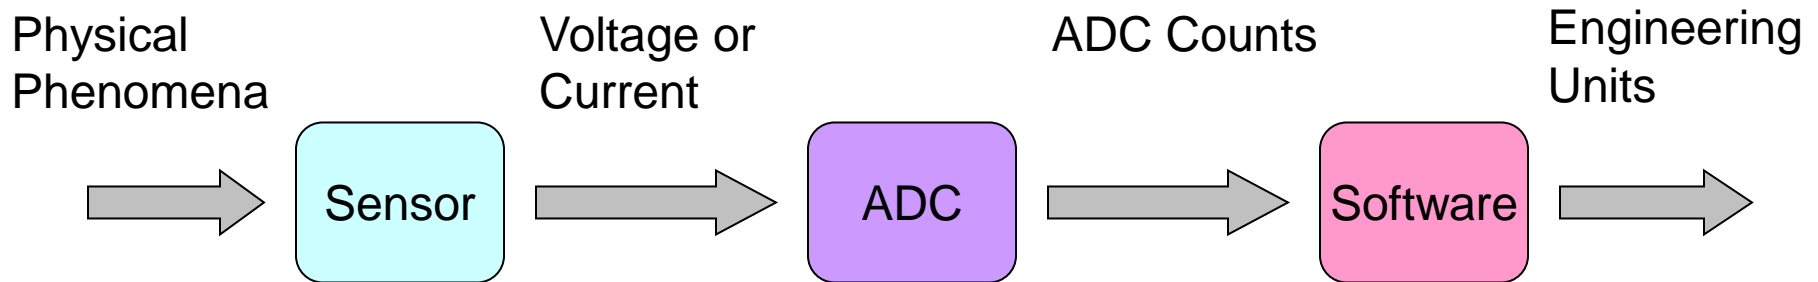 Physical
Phenomena
Voltage or
Current
ADC Counts
Engineering
Units
Sensor
ADC
Software